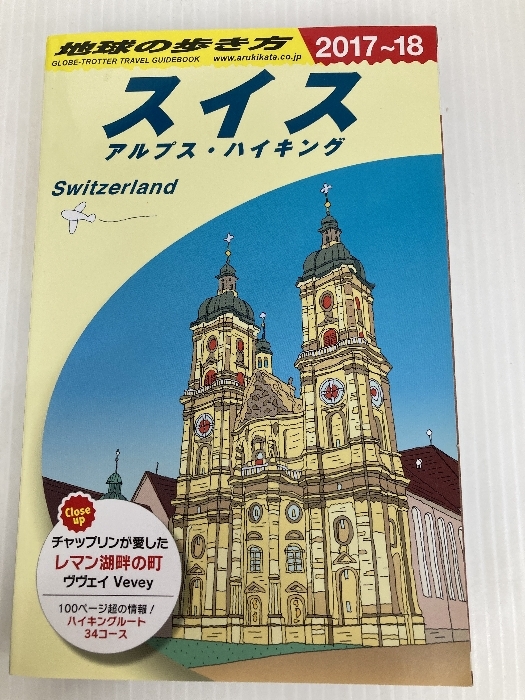 地球の歩き方 2017~18
GLOBE-TROTTER TRAVEL GUIDEBOOK www.arukikata.co.jp
スイス
アルプス・ハイキング
Switzerland
Close up
チャップリンが愛した
レマン湖畔の町
ヴヴェイ Vevey
100ページ超の情報!
ハイキングルート
34コース